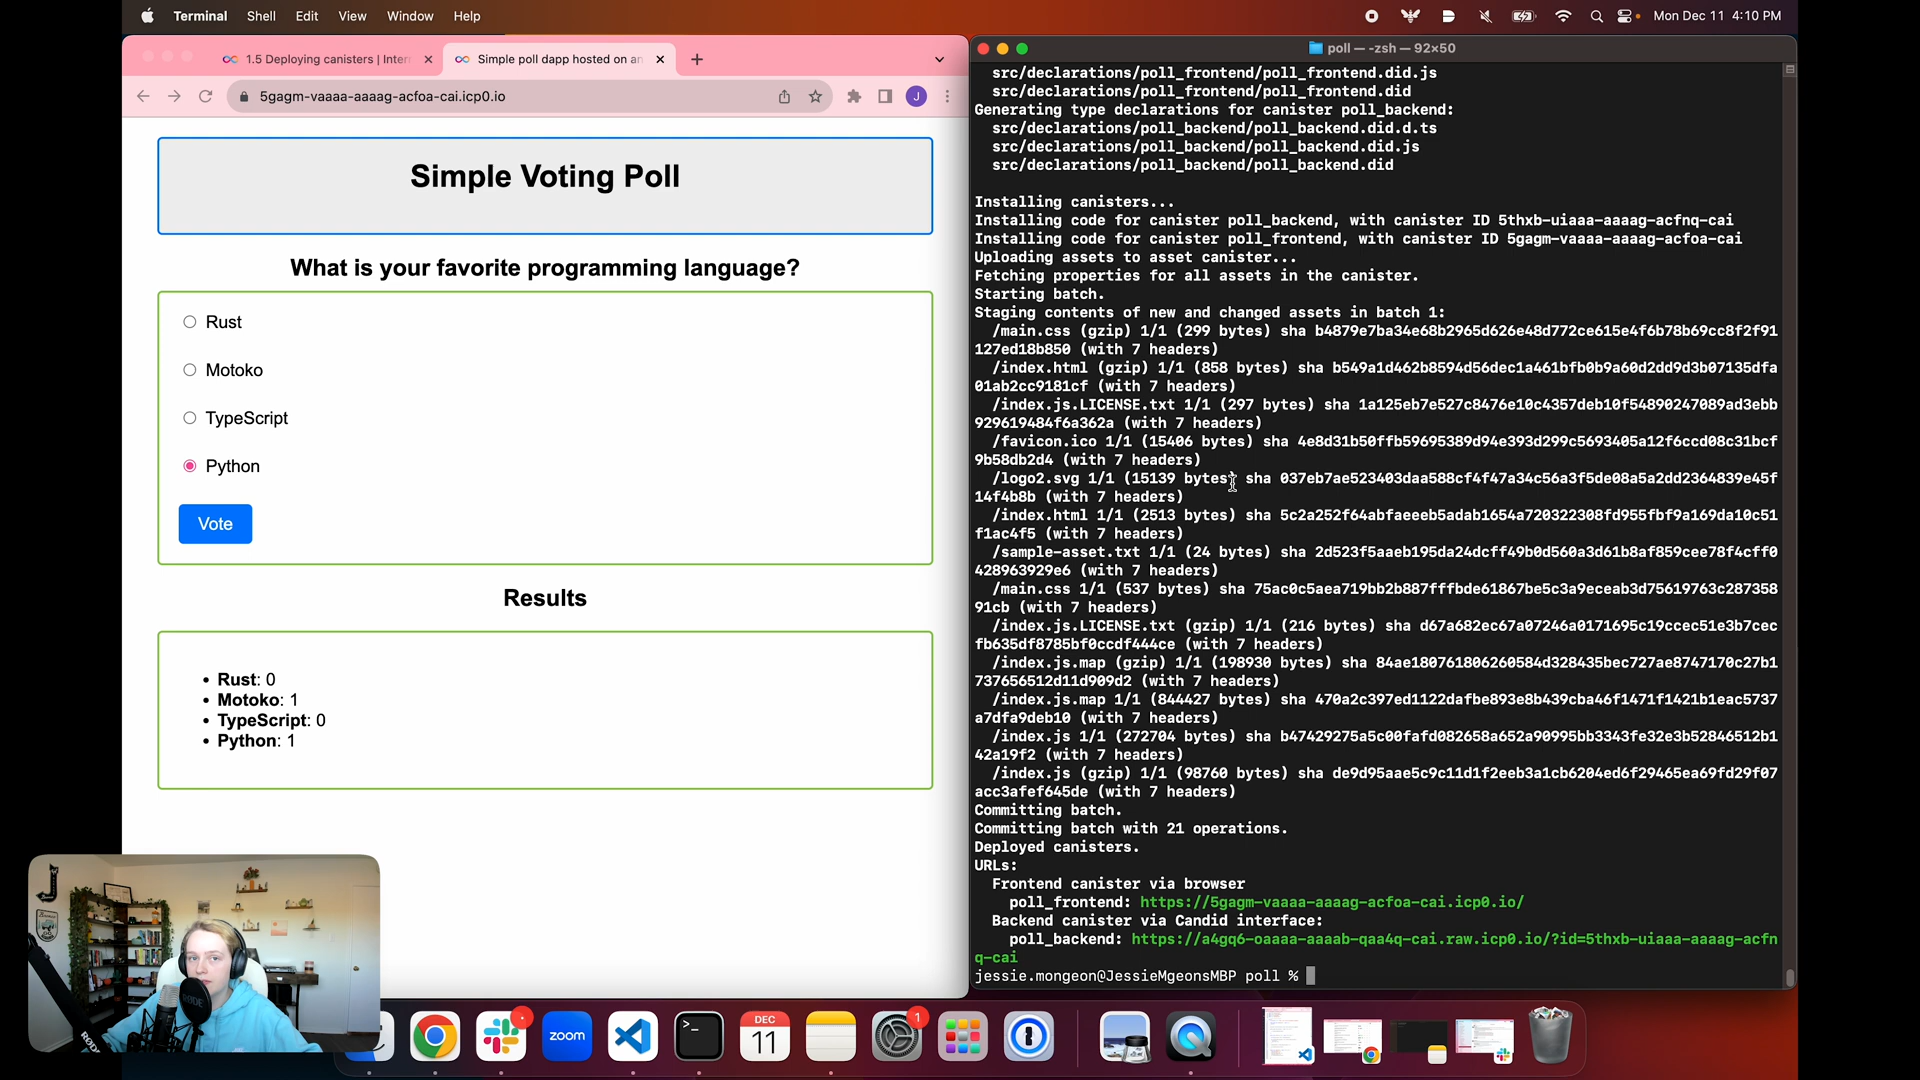 Terminal Shell Edit View Window Help
Mon Dec 11 4:10 PM
1.5 Deploying canisters | Inter
Simple poll dapp hosted on an
5gagm-vaaaa-aaaag-acfoa-cai.icp0.io
J
Simple Voting Poll
What is your favorite programming language?
Rust
Motoko
TypeScript
Python
Vote
Results
• Rust: 0
• Motoko: 1
• TypeScript: 0
• Python: 1
poll — -zsh — 92×50
src/declarations/poll_frontend/poll_frontend.did.js
src/declarations/poll_frontend/poll_frontend.did
Generating type declarations for canister poll_backend:
src/declarations/poll_backend/poll_backend.did.d.ts
src/declarations/poll_backend/poll_backend.did.js
src/declarations/poll_backend/poll_backend.did
Installing canisters...
Installing code for canister poll_backend, with canister ID 5thxb-uiaaa-aaaag-acfnq-cai
Installing code for canister poll_frontend, with canister ID 5gagm-vaaaa-aaaag-acfoa-cai
Uploading assets to asset canister...
Fetching properties for all assets in the canister.
Starting batch.
Staging contents of new and changed assets in batch 1:
/main.css (gzip) 1/1 (299 bytes) sha b4879e7ba34e68b2965d626e48d772ce615e4f6b78b69cc8f2f91
127ed18b850 (with 7 headers)
/index.html (gzip) 1/1 (858 bytes) sha b549a1d462b8594d56dec1a461bfb0b9a60d2dd9d3b07135dfa
01ab2cc9181cf (with 7 headers)
/index.js.LICENSE.txt 1/1 (297 bytes) sha 1a125eb7e527c8476e10c4357deb10f54890247089ad3ebb
929619484f6a362a (with 7 headers)
/favicon.ico 1/1 (15406 bytes) sha 4e8d31b50ffb59695389d94e393d299c5693405a12f6ccd08c31bcf
9b58db2d4 (with 7 headers)
/logo2.svg 1/1 (15139 bytes) sha 037eb7ae523403daa588cf4f47a34c56a3f5de08a5a2dd2364839e45f
14f4b8b (with 7 headers)
/index.html 1/1 (2513 bytes) sha 5c2a252f64abfaeeeb5adab1654a720322308fd955fbf9a169da10c51
f1ac4f5 (with 7 headers)
/sample-asset.txt 1/1 (24 bytes) sha 2d523f5aaeb195da24dcff49b0d560a3d61b8af859cee78f4cff0
428963929e6 (with 7 headers)
/main.css 1/1 (537 bytes) sha 75ac0c5aea719bb2b887fffbde61867be5c3a9eceab3d75619763c287358
91cb (with 7 headers)
/index.js.LICENSE.txt (gzip) 1/1 (216 bytes) sha d67a682ec67a07246a0171695c19ccec51e3b7cec
fb635df8785bf0ccdf444ce (with 7 headers)
/index.js.map (gzip) 1/1 (198930 bytes) sha 84ae180761806260584d328435bec727ae8747170c27b1
737656512d11d909d2 (with 7 headers)
/index.js.map 1/1 (844427 bytes) sha 470a2c397ed1122dafbe893e8b439cba46f1471f1421b1eac5737
a7dfa9deb10 (with 7 headers)
/index.js 1/1 (272704 bytes) sha b47429275a5c00fafd082658a652a90995bb3343fe32e3b52846512b1
42a19f2 (with 7 headers)
/index.js (gzip) 1/1 (98760 bytes) sha de9d95aae5c9c11d1f2eeb3a1cb6204ed6f29465ea69fd29f07
acc3afef645de (with 7 headers)
Committing batch.
Committing batch with 21 operations.
Deployed canisters.
URLs:
Frontend canister via browser
poll_frontend: https://5gagm-vaaaa-aaaag-acfoa-cai.icp0.io/
Backend canister via Candid interface:
poll_backend: https://a4gq6-oaaaa-aaaab-qaa4q-cai.raw.icp0.io/?id=5thxb-uiaaa-aaaag-acfn
q-cai
jessie.mongeon@JessieMgeonsMBP poll %
RØDE
zoom
>_
DEC
11
1